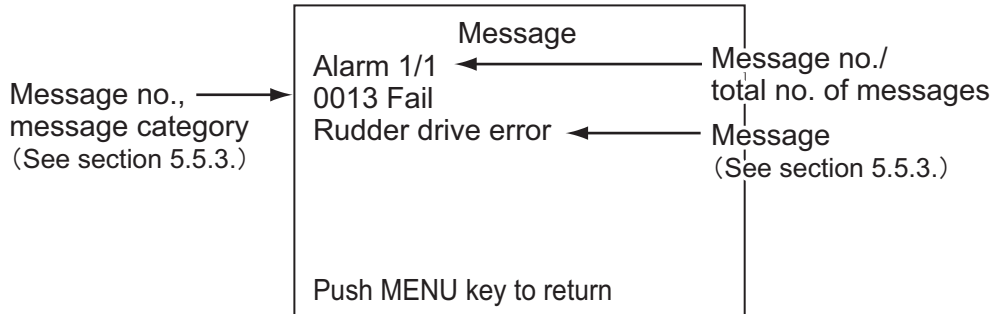 Message
Alarm 1/1
0013 Fail
Rudder drive error
Push MENU key to return
Message no.,
message category
（See section 5.5.3.）
Message no./
total no. of messages
Message
（See section 5.5.3.）